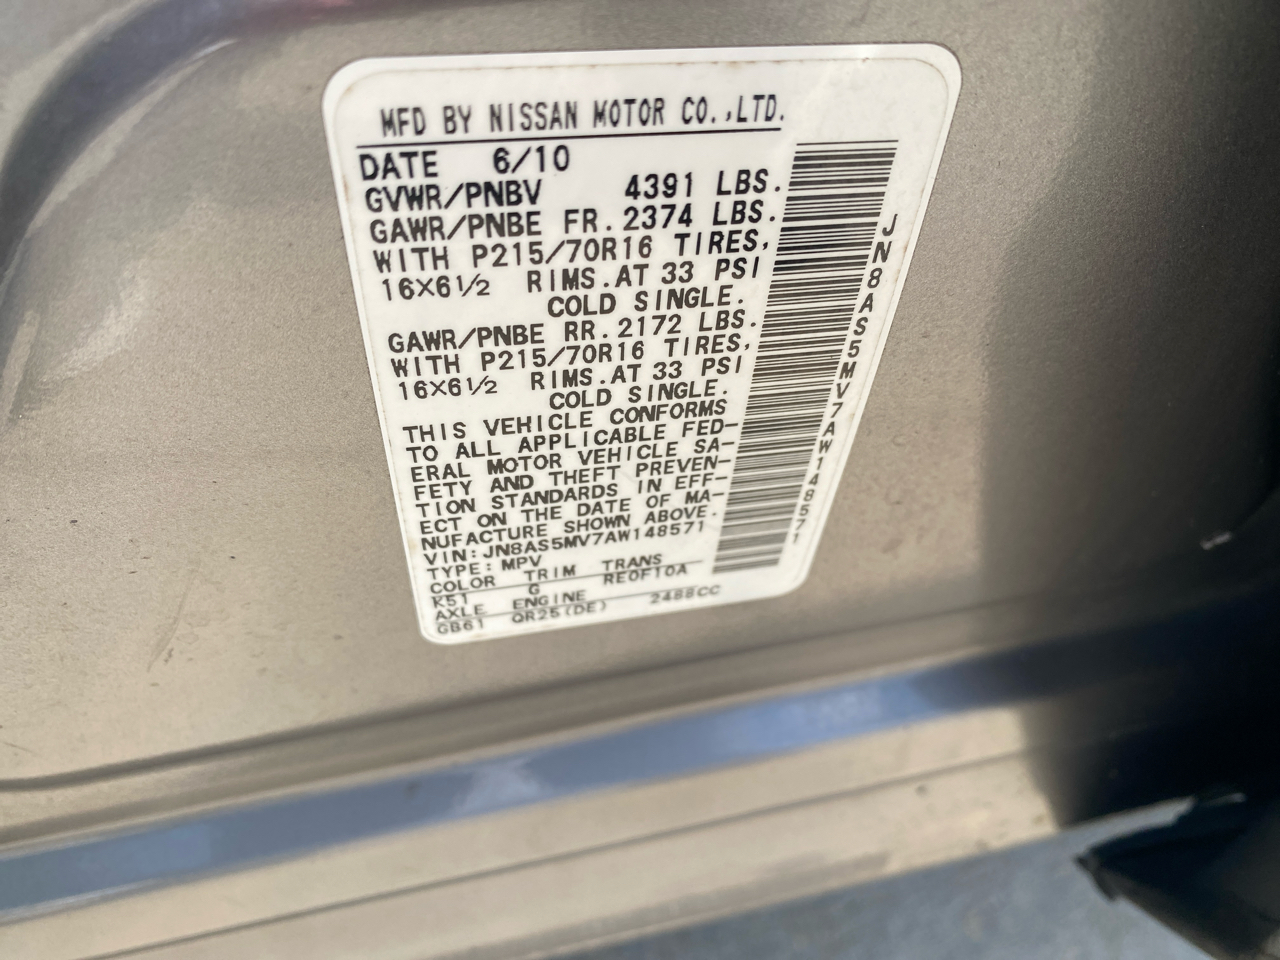 MFD BY NISSAN MOTOR CO.,LTD.
DATE 6/10
GVWR/PNBV 4391 LBS.
GAWR/PNBE FR. 2374 LBS.
WITH P215/70R16 TIRES,
16X6½ RIMS. AT 33 PSI
COLD SINGLE.
GAWR/PNBE RR. 2172 LBS.
WITH P215/70R16 TIRES,
16X6½ RIMS. AT 33 PSI
COLD SINGLE.
THIS VEHICLE CONFORMS
TO ALL APPLICABLE FED-
ERAL MOTOR VEHICLE SA-
FETY AND THEFT PREVEN-
TION STANDARDS IN EFF-
ECT ON THE DATE OF MA-
NUFACTURE SHOWN ABOVE.
VIN: JN8AS5MV7AW148571
TYPE: MPV
COLOR TRIM TRANS
K51 G RE0F10A
AXLE ENGINE
GB61 QR25(DE) 2488CC
JN8AS5MV7AW148571